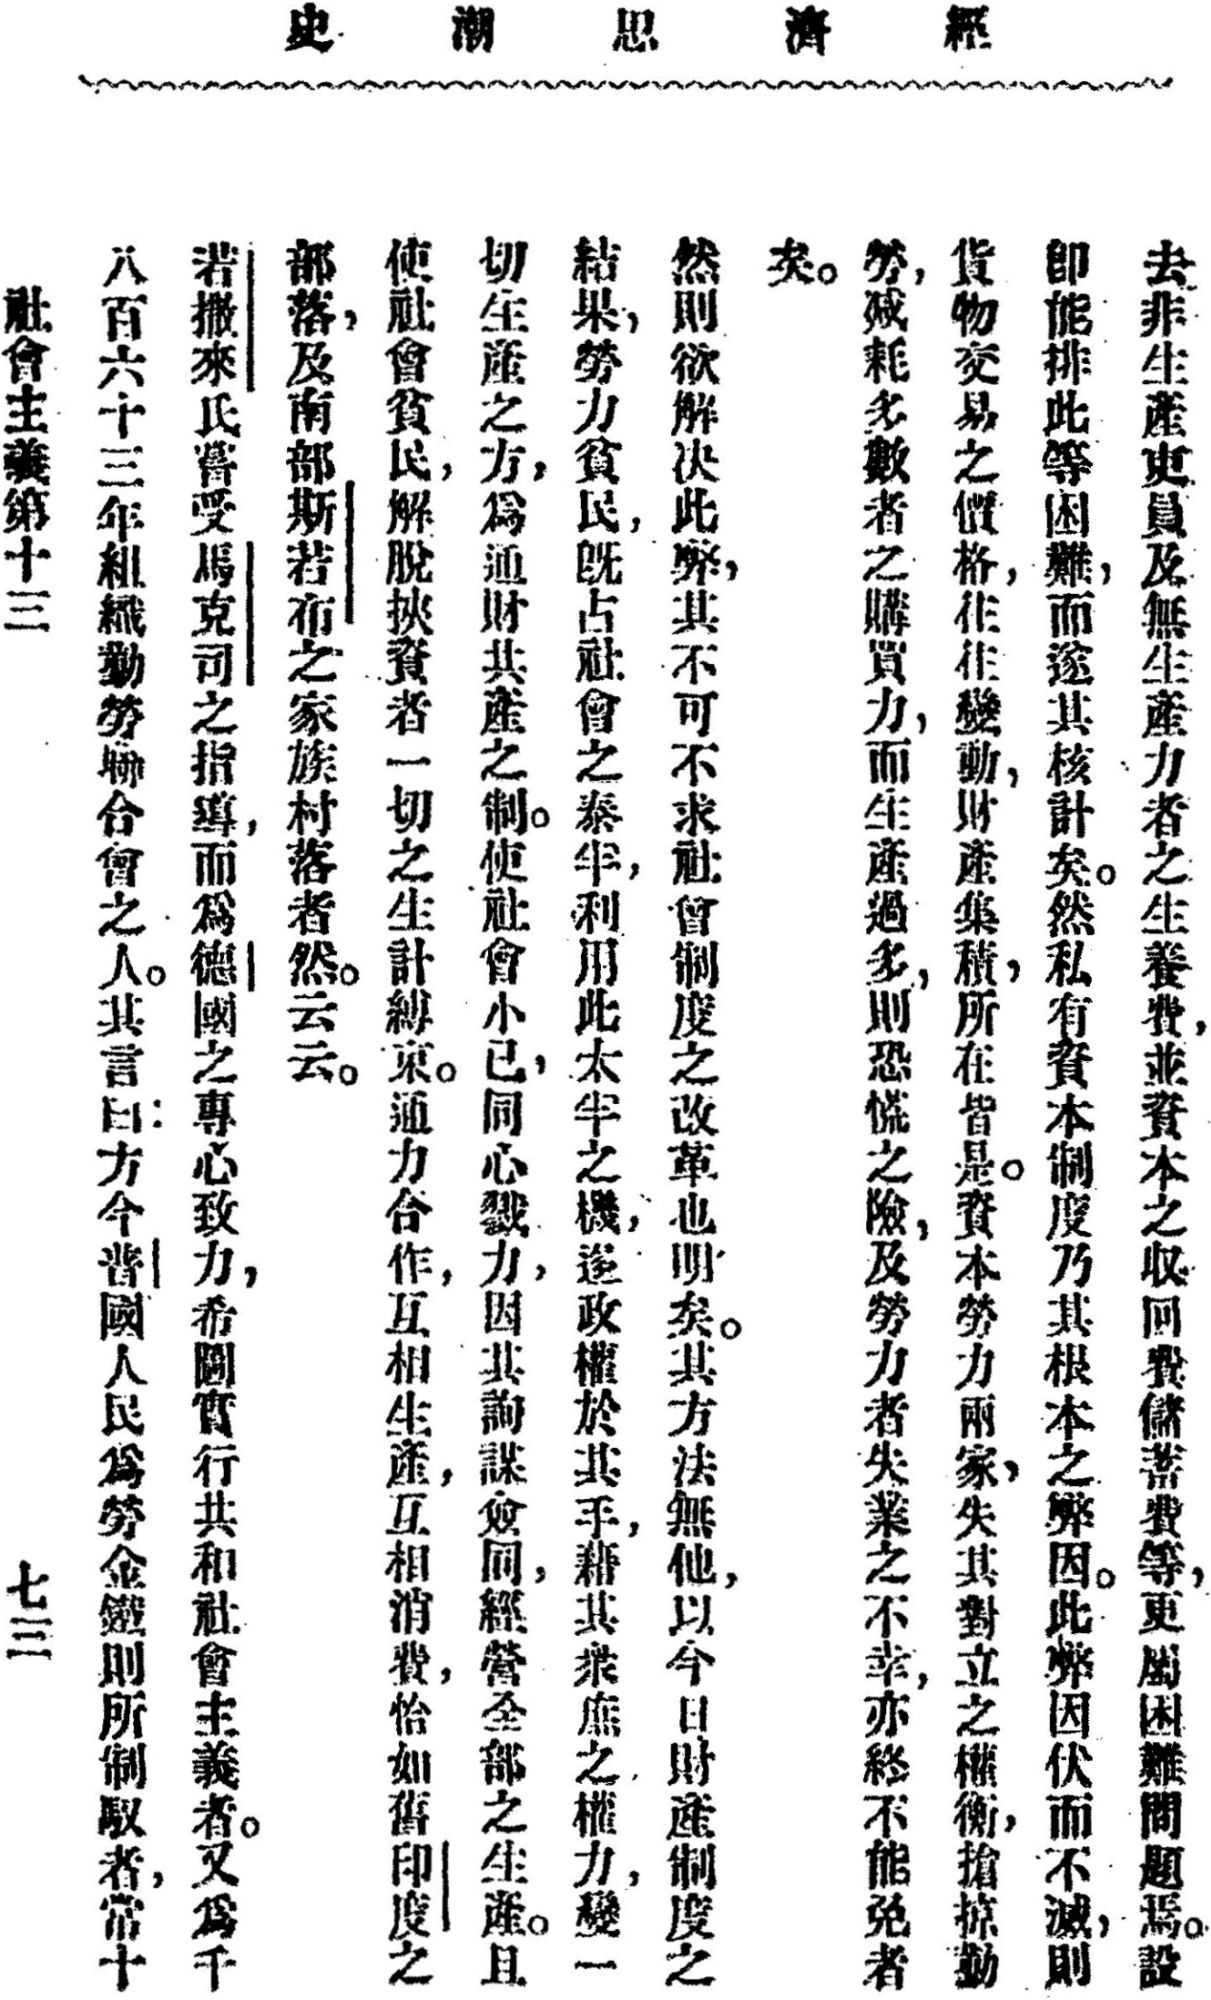 經濟思潮史
去非生產吏員及無生產力者之生養費，並資本之收回費儲蓄費等，更屬困難問題焉。設
卽能排此等困難，而遂其核計矣。然私有資本制度乃其根本之弊因。此弊因伏而不滅，則
貨物交易之價格，往往變動，財產集積，所在皆是。資本勞力兩家，失其對立之權衡，搶掠勤
勞，減耗多數者之購買力，而生產過多，則恐慌之險，及勞力者失業之不幸，亦終不能免者
矣。
然則欲解決此弊，其不可不求社會制度之改革也明矣。其方法無他，以今日財產制度之
結果，勞力貧民，旣占社會之泰半，利用此太半之機，遂政權於其手，藉其衆庶之權力，變一
切生產之方，爲通財共產之制。使社會小已，同心戮力，因其詢謀僉同，經營全部之生產。且
使社會貧民，解脫挾資者一切之生計縛束。通力合作，互相生產，互相消費，恰如舊印度之
部落，及南部斯若布之家族村落者然。云云。
若撒來氏嘗受馬克司之指導，而爲德國之專心致力，希圖實行共和社會主義者。又爲千
八百六十三年組織勤勞聯合會之人。其言曰：方今普國人民爲勞金鐵則所制馭者，常十
社會主義第十三
七三